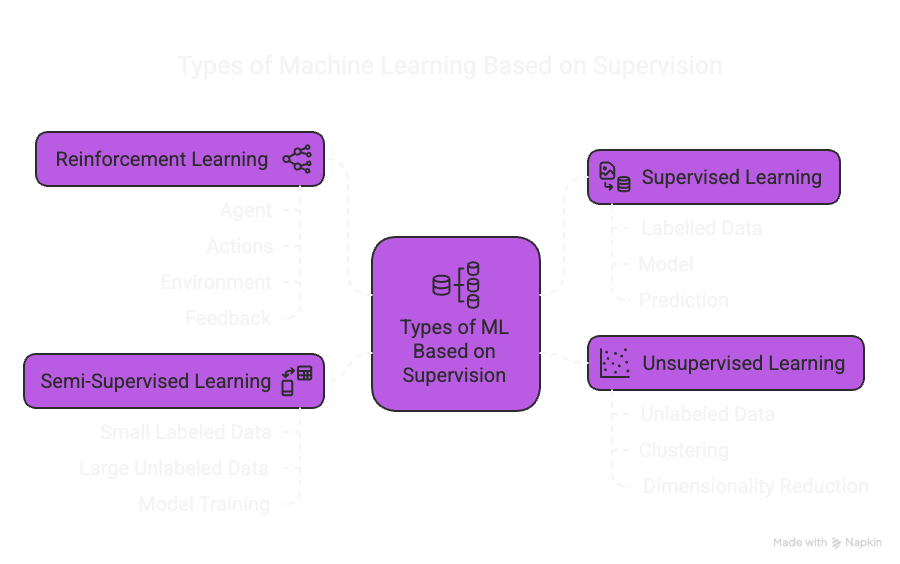 Types of Machine Learning Based on Supervision
Reinforcement Learning
Agent
Actions
Environment
Feedback
Semi-Supervised Learning
Small Labeled Data
Large Unlabeled Data
Model Training
Types of ML
Based on
Supervision
Supervised Learning
Labelled Data
Model
Prediction
Unsupervised Learning
Unlabeled Data
Clustering
Dimensionality Reduction
Made with Napkin